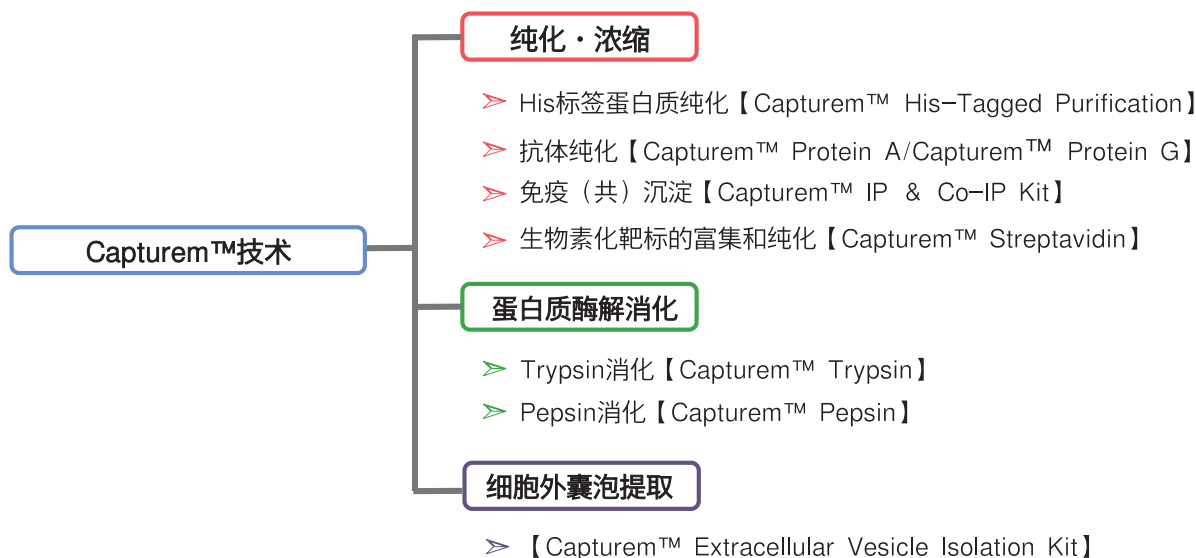 纯化·浓缩
His标签蛋白质纯化【Capturem™ His-Tagged Purification】
抗体纯化【Capturem™ Protein A/Capturem™ Protein G】
免疫（共）沉淀【Capturem™ IP & Co-IP Kit】
生物素化靶标的富集和纯化【Capturem™ Streptavidin】
Capturem™技术
蛋白质酶解消化
Trypsin消化【Capturem™ Trypsin】
Pepsin消化【Capturem™ Pepsin】
细胞外囊泡提取
【Capturem™ Extracellular Vesicle Isolation Kit】